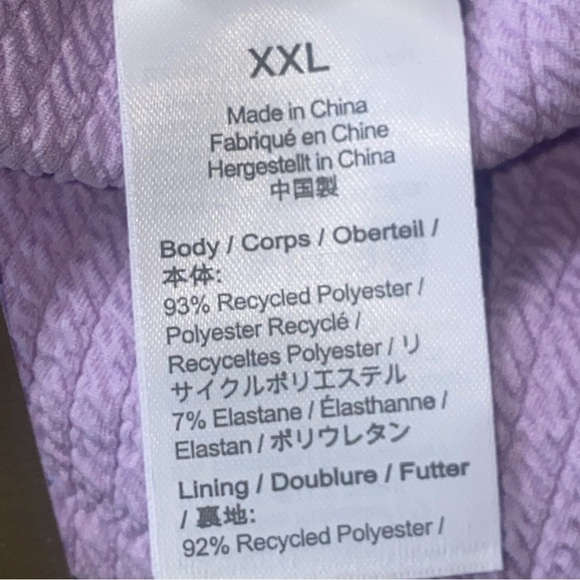 XXL
Made in China
Fabriqué en Chine
Hergestellt in China
中国製
Body / Corps / Oberteil /
本体:
93% Recycled Polyester /
Polyester Recyclé /
Recyceltes Polyester / リ
サイクルポリエステル
7% Elastane / Élasthanne /
Elastan / ポリウレタン
Lining / Doublure / Futter
/ 裏地:
92% Recycled Polyester /